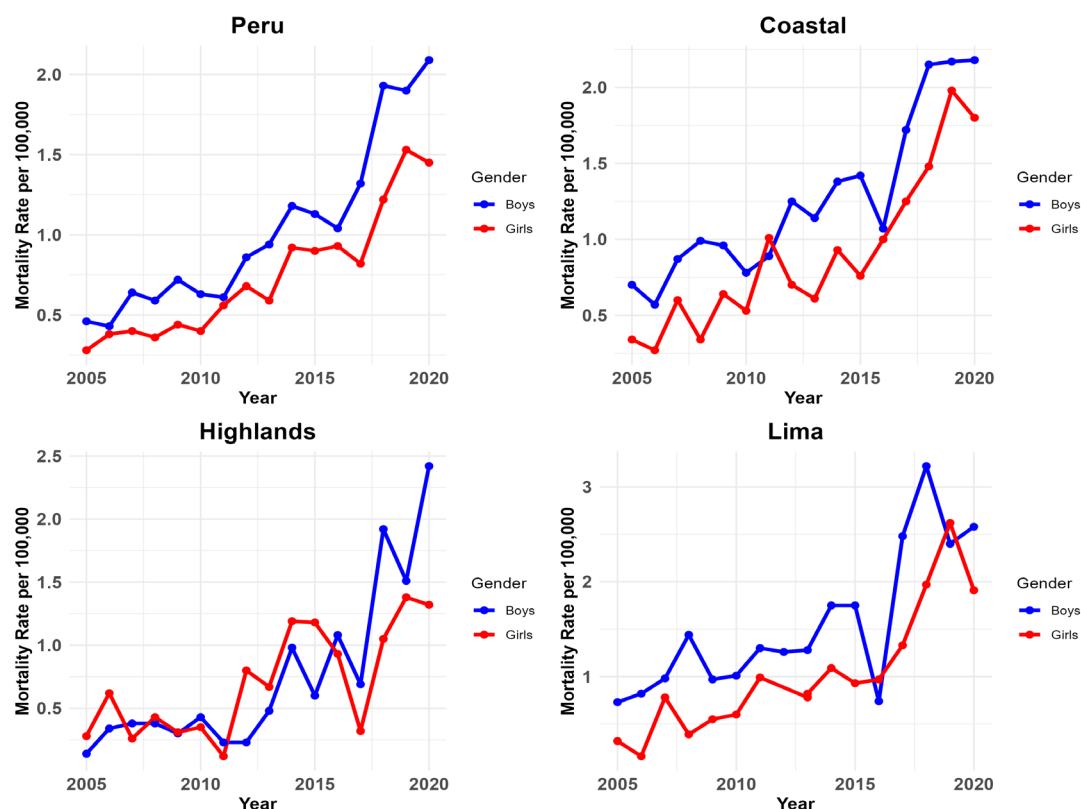 Peru
Mortality Rate per 100,000
2.0
1.5
1.0
0.5
2005 2010 2015 2020
Year
Gender
Boys
Girls
Coastal
Mortality Rate per 100,000
2.0
1.5
1.0
0.5
2005 2010 2015 2020
Year
Gender
Boys
Girls
Highlands
Mortality Rate per 100,000
2.5
2.0
1.5
1.0
0.5
2005 2010 2015 2020
Year
Gender
Boys
Girls
Lima
Mortality Rate per 100,000
3
2
1
2005 2010 2015 2020
Year
Gender
Boys
Girls